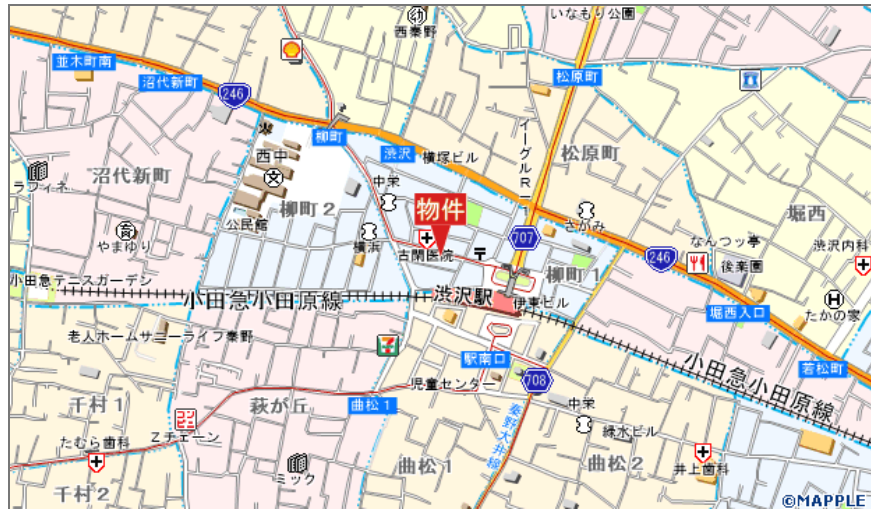 いなもり公園
西秦野
幼
並木町南
沼代新町
246
松原町
柳町
渋沢
横塚ビル
イーグルR-1
松原町
西中
文
沼代新町
ラフィネ
中栄
柳町2
物件
公民館
横浜
古閑医院
〒
707
さがみ
堀西
なんつッ亭
渋沢内科
やまゆり
育
246
後楽園
柳町1
小田急テニスガーデン
小田急小田原線
渋沢駅
伊東ビル
H
たかの家
堀西入口
老人ホームサニーライフ秦野
7
駅南口
小田急小田原線
若松町
児童センター
708
千村1
萩が丘
曲松1
コンビニ
Zチェーン
中栄
緑水ビル
たむら歯科
秦野大井線
曲松1
曲松2
井上歯科
ミック
千村2
©MAPPLE